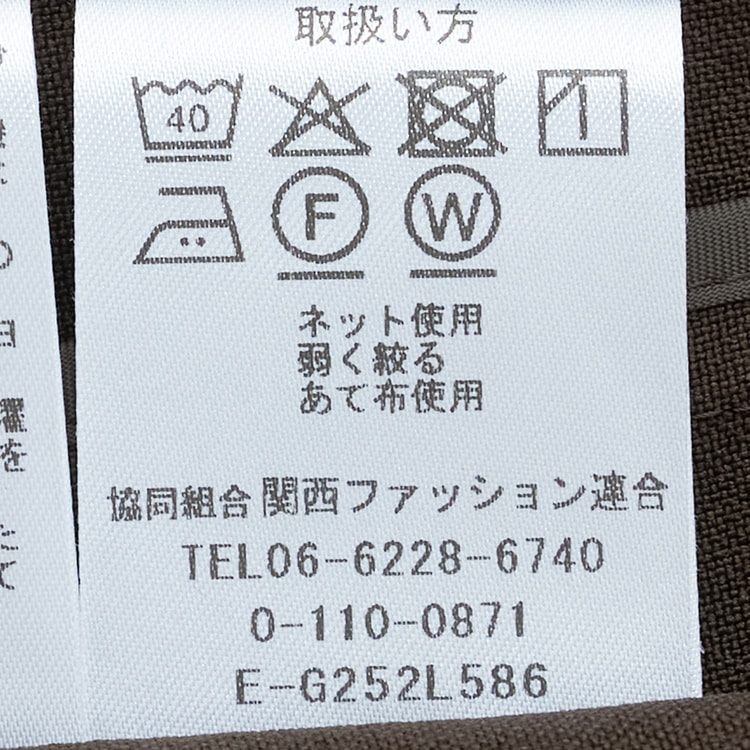 取扱い方
40
F W
ネット使用
弱く絞る
あて布使用
協同組合関西ファッション連合
TEL06-6228-6740
0-110-0871
E-G252L586